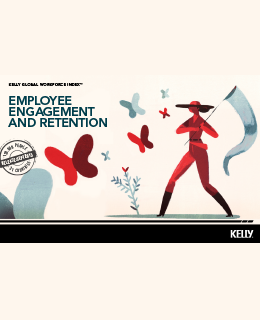 KELLY GLOBAL WORKFORCE INDEX™
EMPLOYEE
ENGAGEMENT
AND RETENTION
KELLY